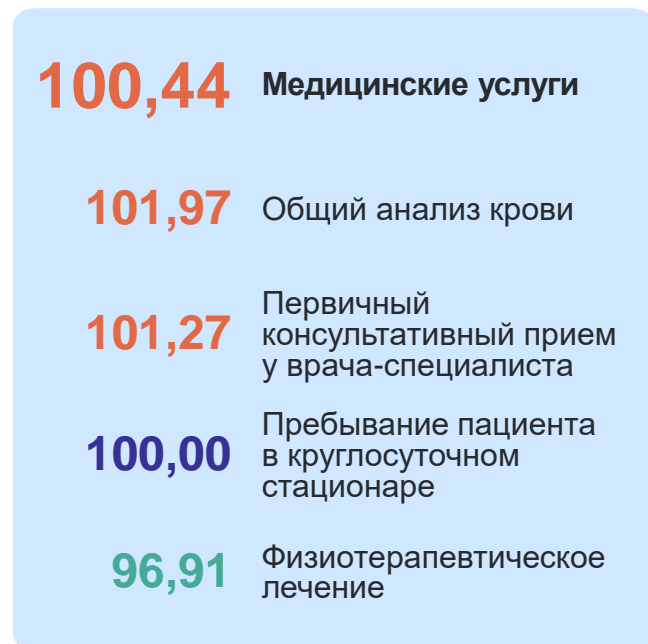 100,44 Медицинские услуги
101,97 Общий анализ крови
101,27 Первичный
консультативный прием
у врача-специалиста
100,00 Пребывание пациента
в круглосуточном
стационаре
96,91 Физиотерапевтическое
лечение